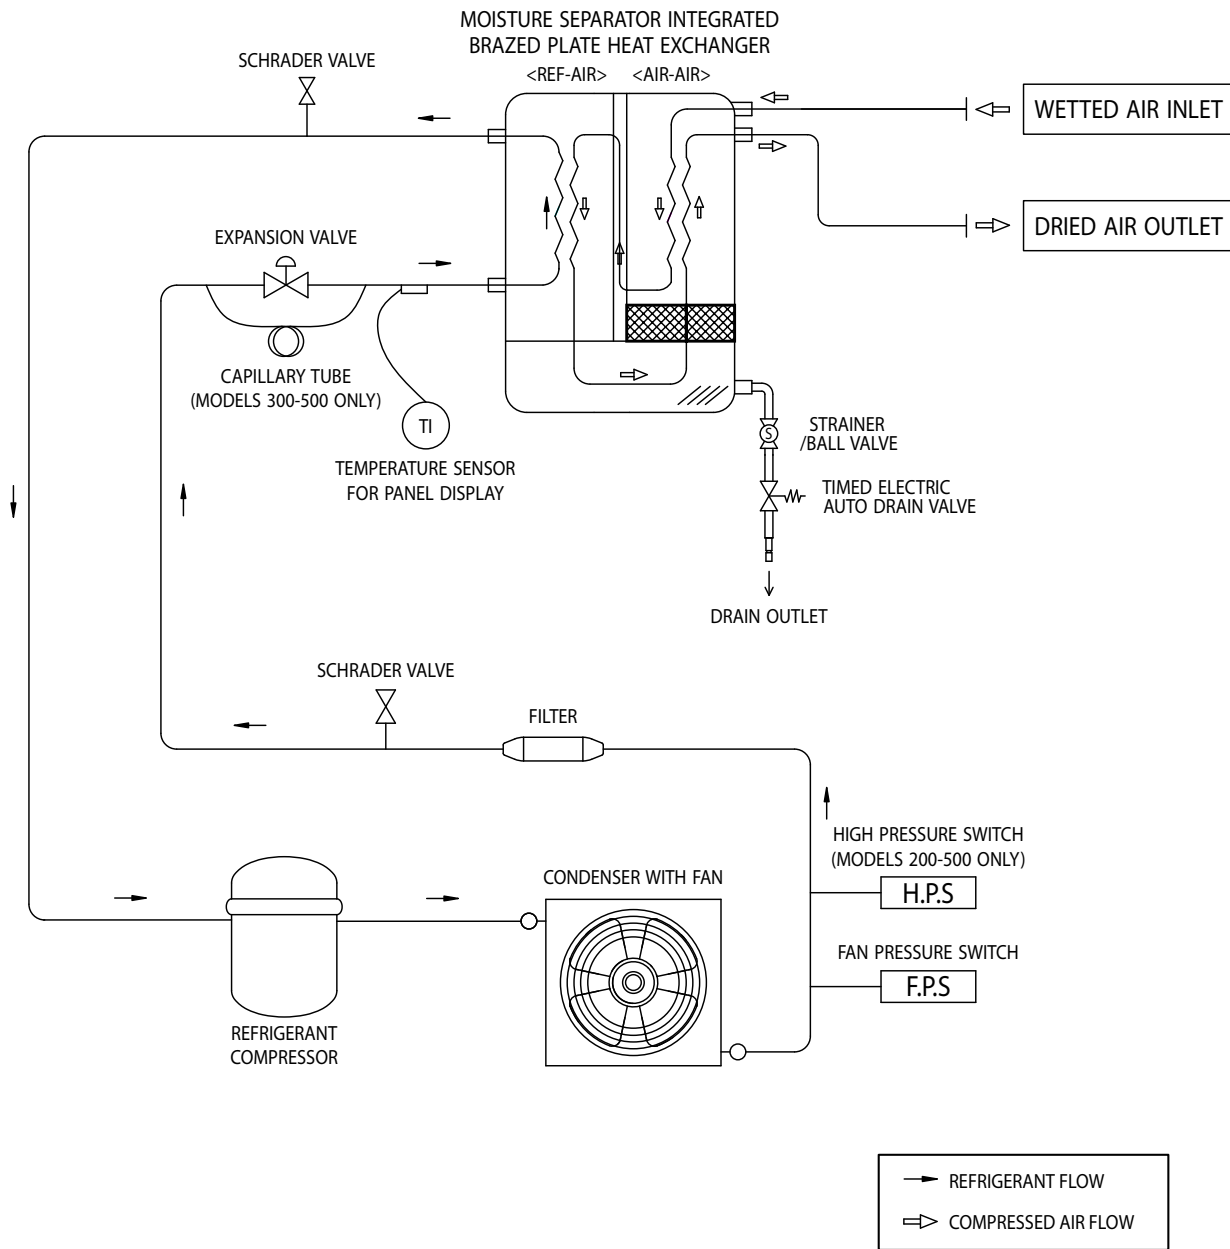 MOISTURE SEPARATOR INTEGRATED
BRAZED PLATE HEAT EXCHANGER
<REF-AIR> <AIR-AIR>
SCHRADER VALVE
WETTED AIR INLET
DRIED AIR OUTLET
EXPANSION VALVE
CAPILLARY TUBE
(MODELS 300-500 ONLY)
TI
TEMPERATURE SENSOR
FOR PANEL DISPLAY
STRAINER
/BALL VALVE
S
TIMED ELECTRIC
AUTO DRAIN VALVE
DRAIN OUTLET
SCHRADER VALVE
FILTER
HIGH PRESSURE SWITCH
(MODELS 200-500 ONLY)
H.P.S
CONDENSER WITH FAN
FAN PRESSURE SWITCH
F.P.S
REFRIGERANT
COMPRESSOR
REFRIGERANT FLOW
COMPRESSED AIR FLOW